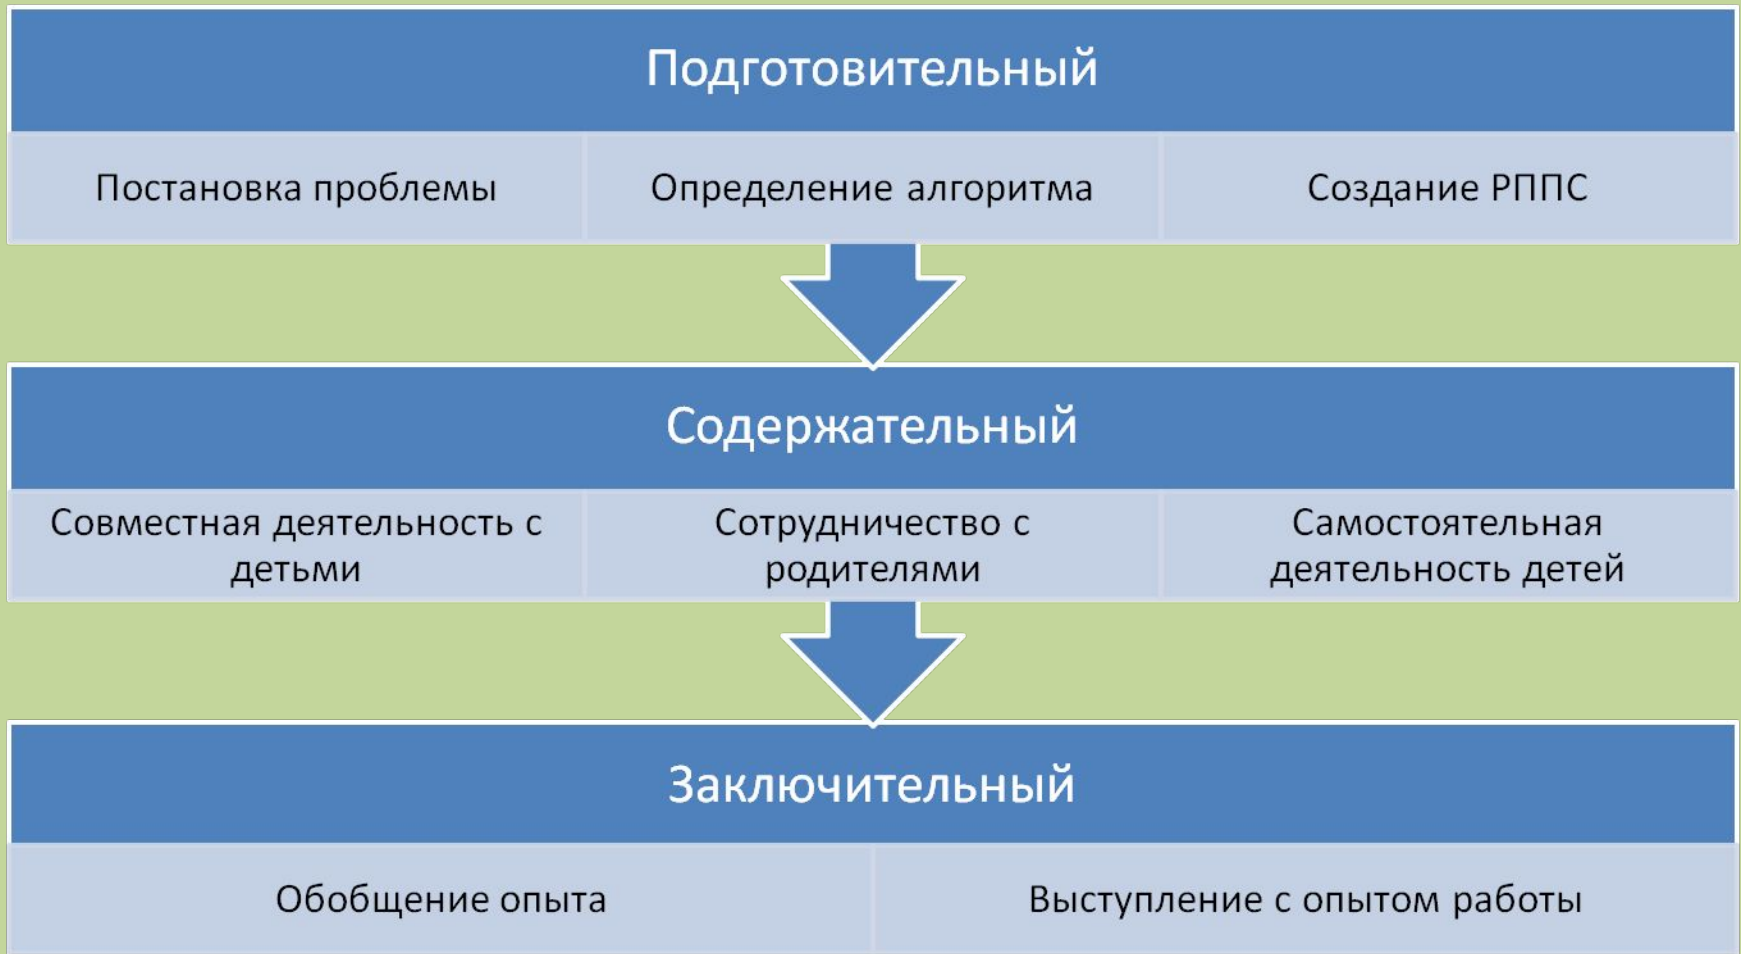 Подготовительный
Постановка проблемы
Определение алгоритма
Создание РППС
Содержательный
Совместная деятельность с
детьми
Сотрудничество с
родителями
Самостоятельная
деятельность детей
Заключительный
Обобщение опыта
Выступление с опытом работы